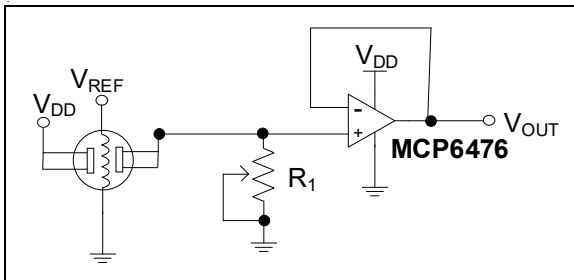 V_REF
V_DD
V_DD
-
+
MCP6476
V_OUT
R_1